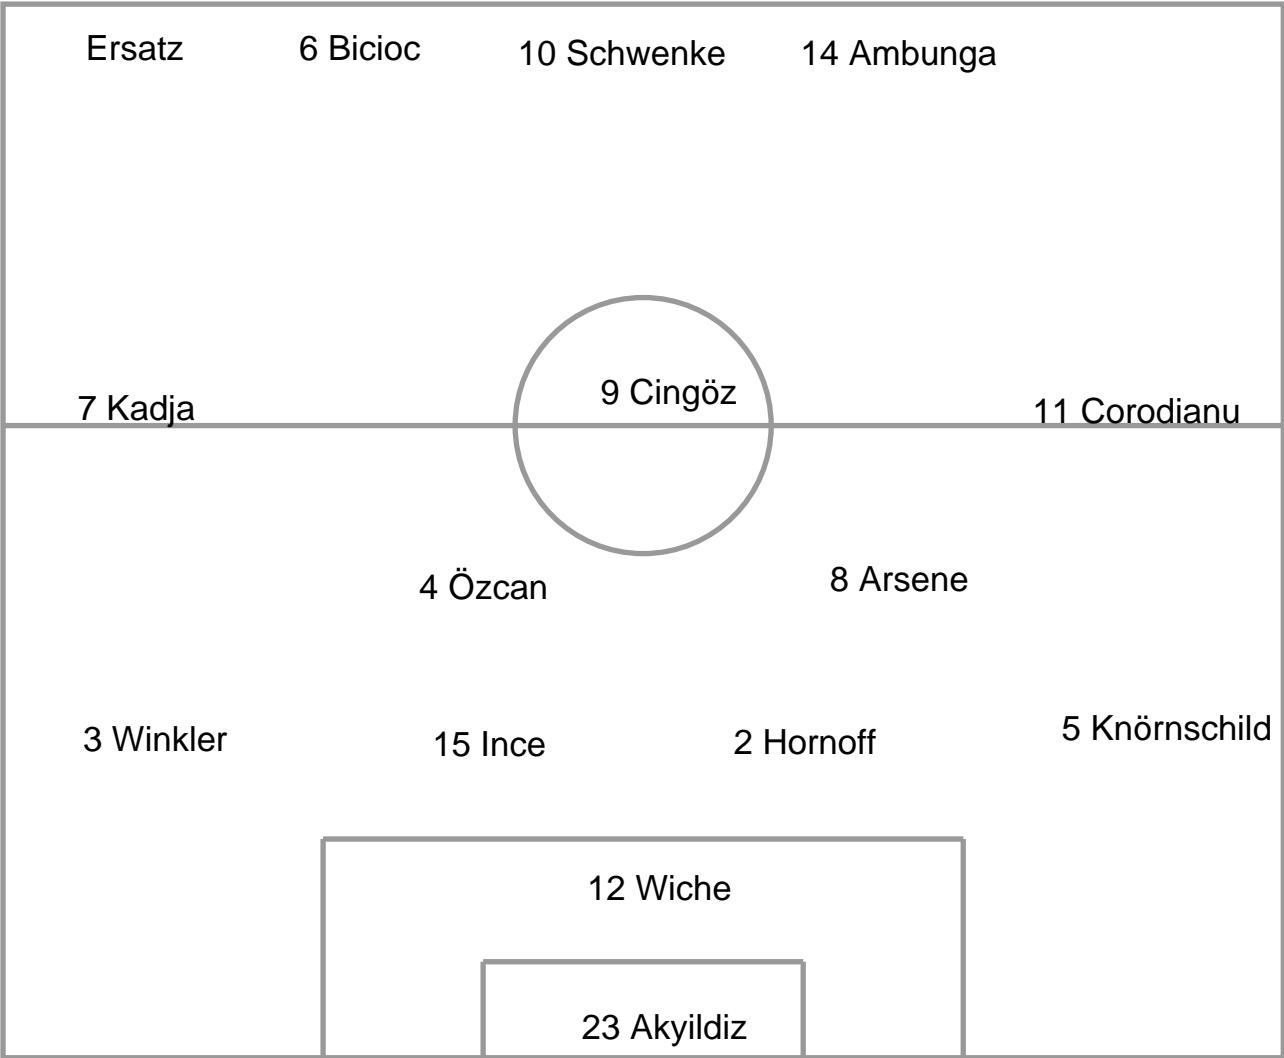 Ersatz 6 Bicioc 10 Schwenke 14 Ambunga
7 Kadja 9 Cingöz 11 Corodianu
4 Özcan 8 Arsene
3 Winkler 15 Ince 2 Hornoff 5 Knörnschild
12 Wiche
23 Akyildiz